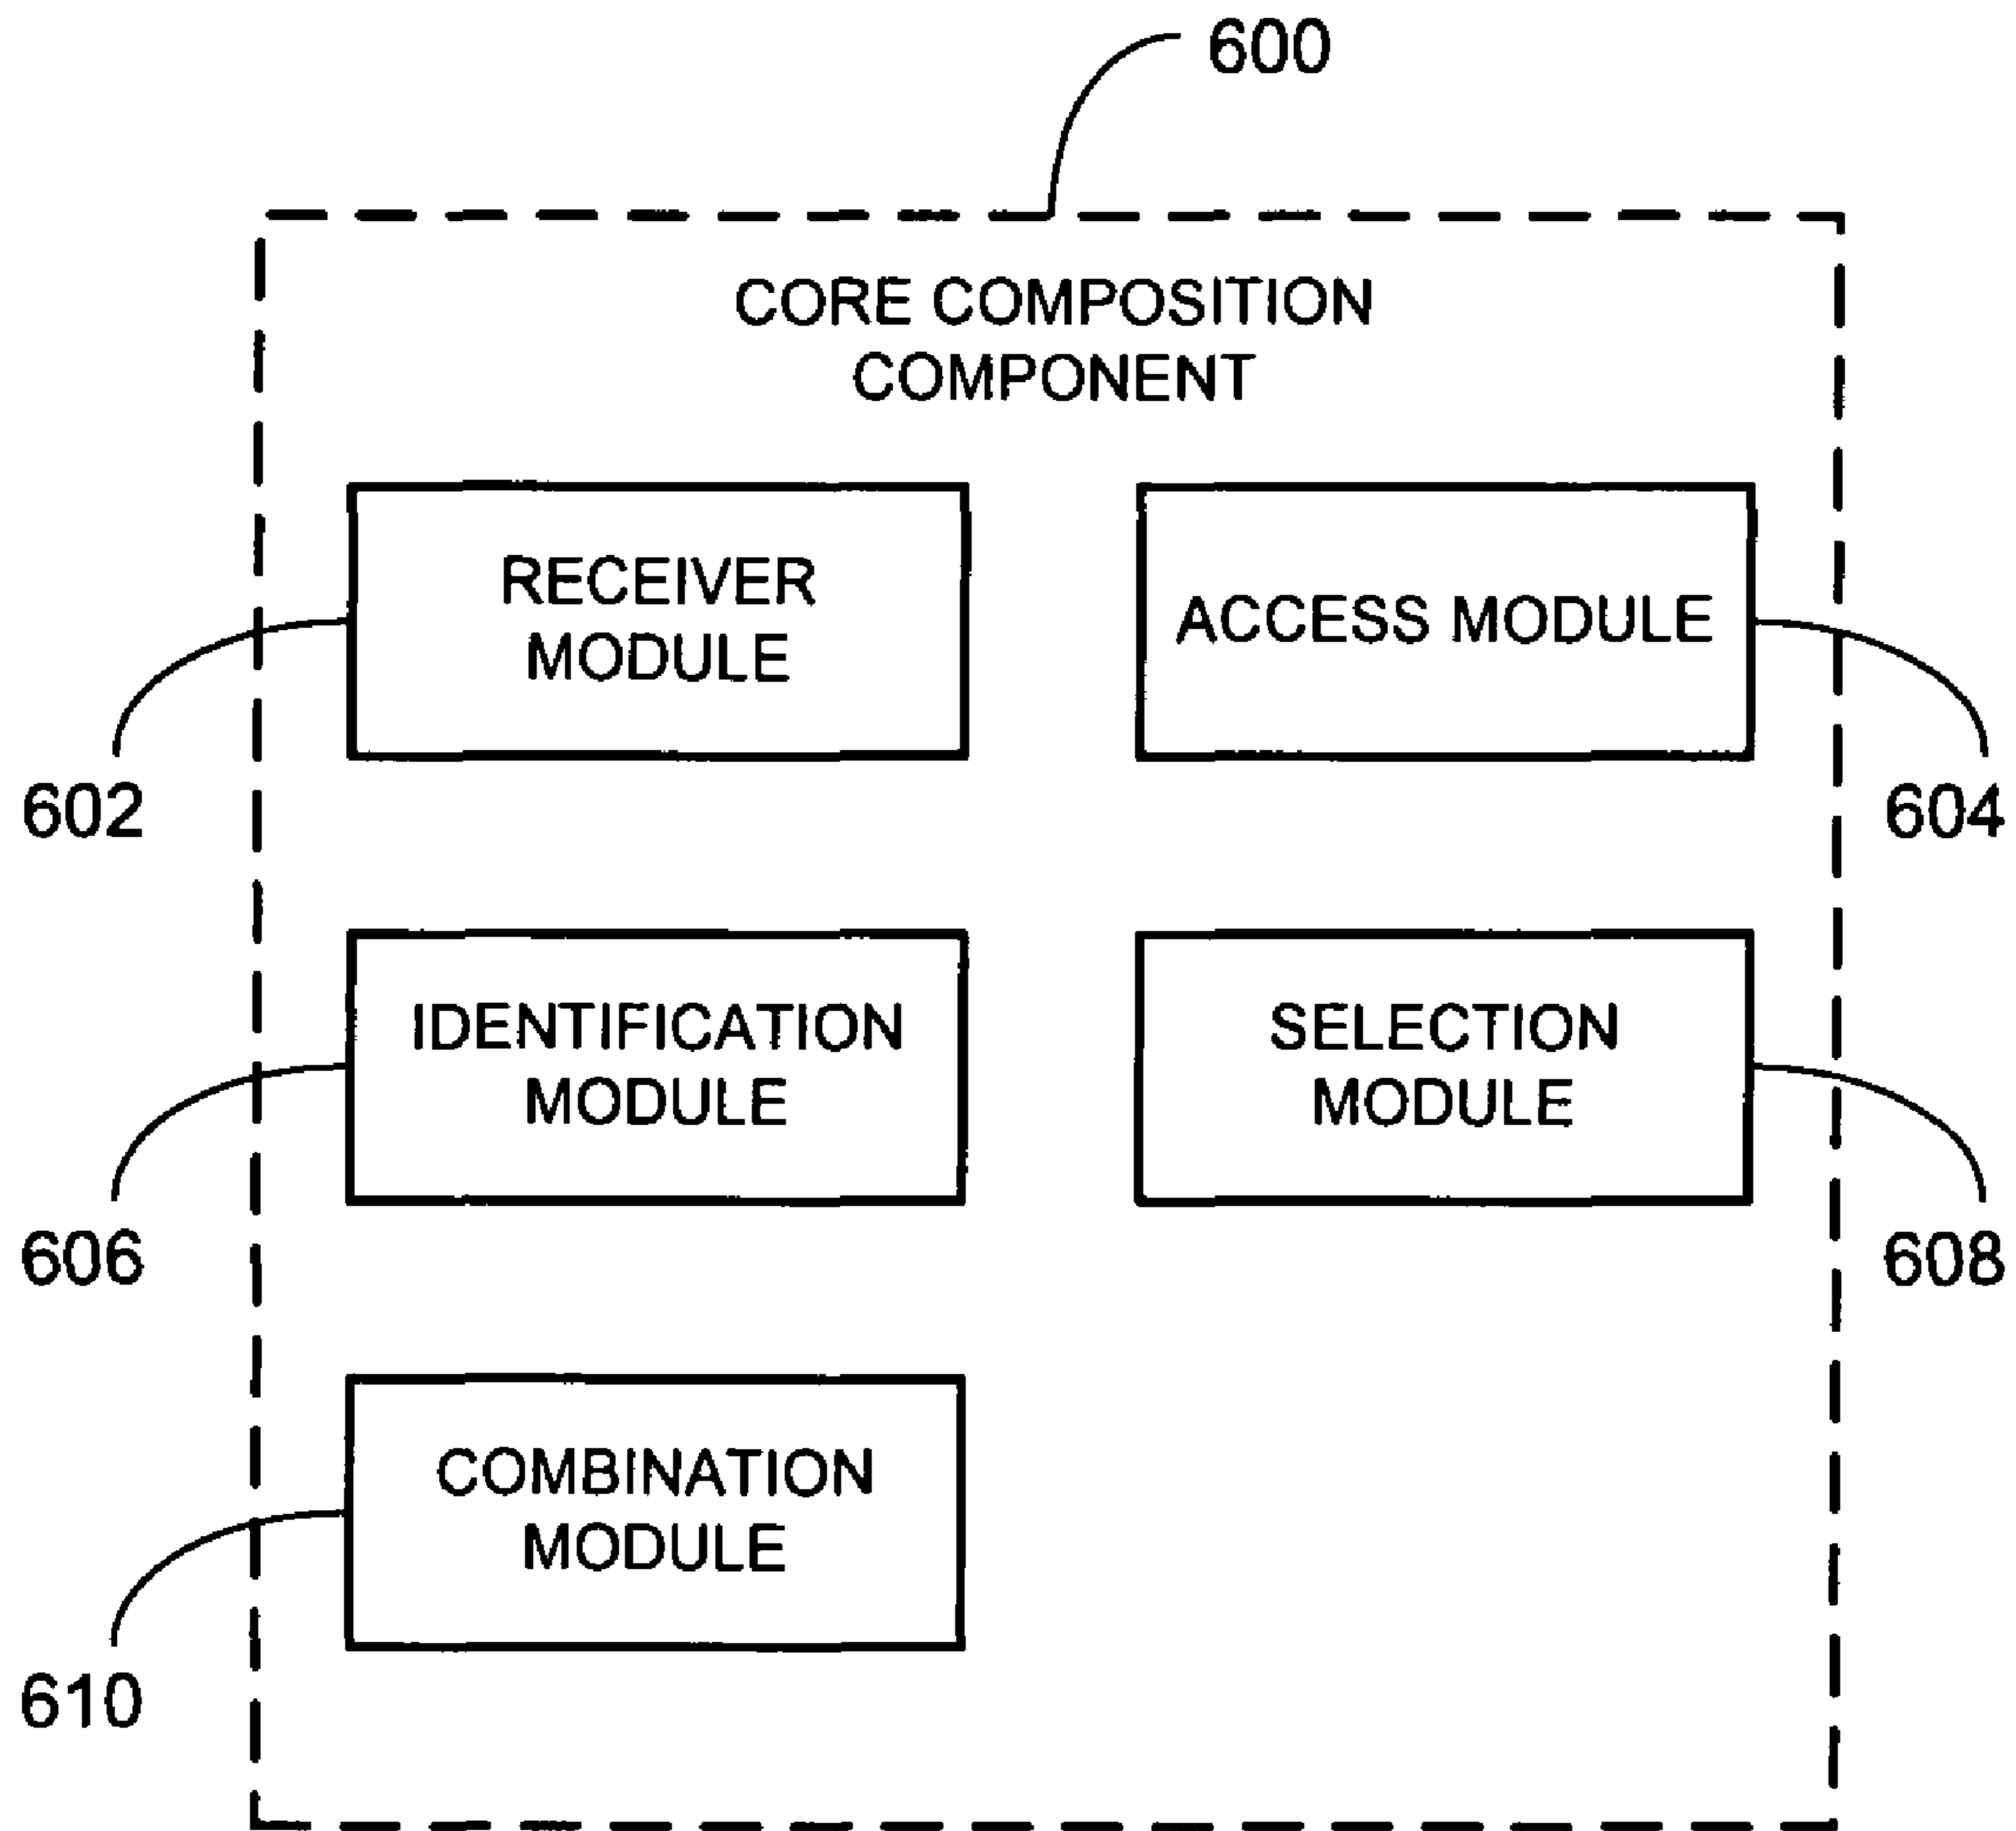 600
CORE COMPOSITION
COMPONENT
RECEIVER
MODULE
ACCESS MODULE
602
604
IDENTIFICATION
MODULE
SELECTION
MODULE
606
608
COMBINATION
MODULE
610